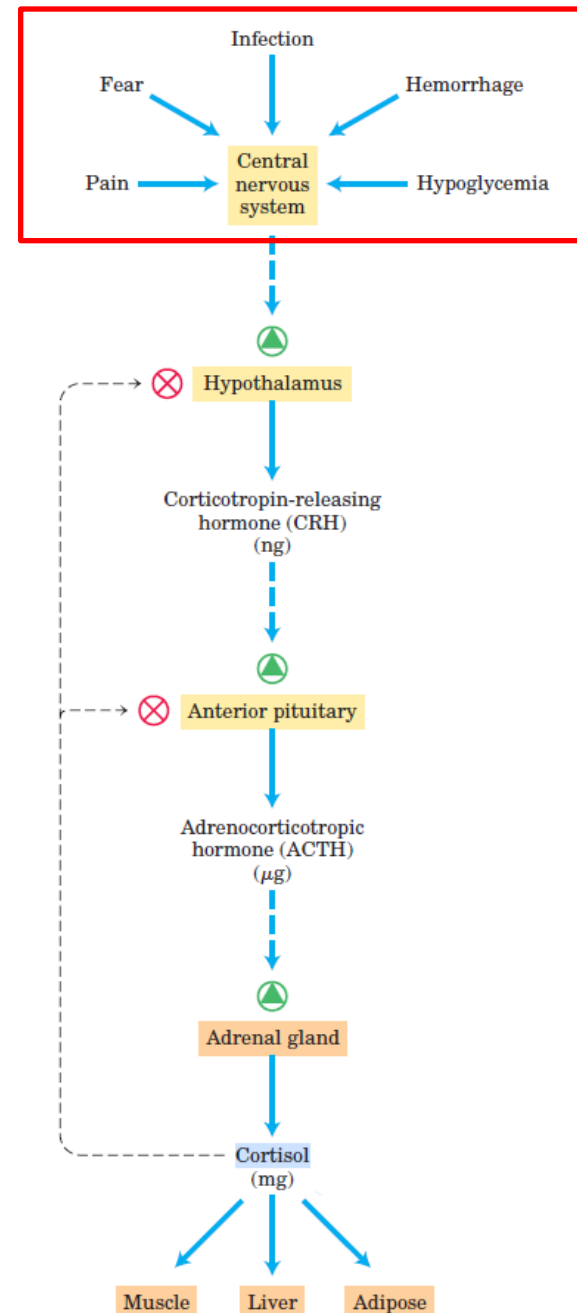 Infection
Fear
Hemorrhage
Central
nervous
system
Pain
Hypoglycemia
Hypothalamus
Corticotropin-releasing
hormone (CRH)
(ng)
Anterior pituitary
Adrenocorticotropic
hormone (ACTH)
(μg)
Adrenal gland
Cortisol
(mg)
Muscle
Liver
Adipose